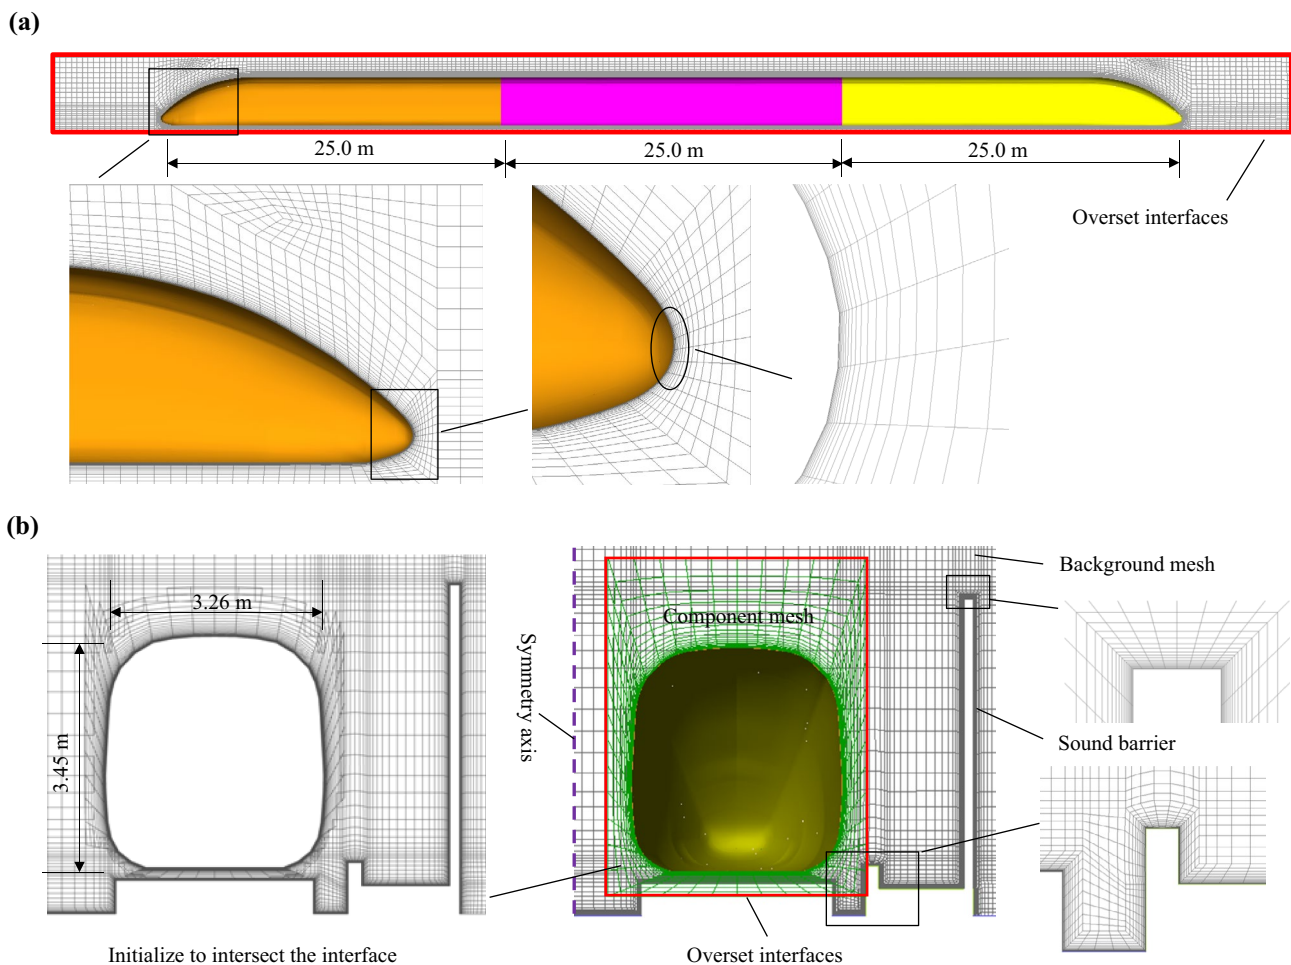 (a)
25.0 m
25.0 m
25.0 m
Overset interfaces
(b)
3.26 m
3.45 m
Symmetry axis
Component mesh
Background mesh
Sound barrier
Initialize to intersect the interface
Overset interfaces